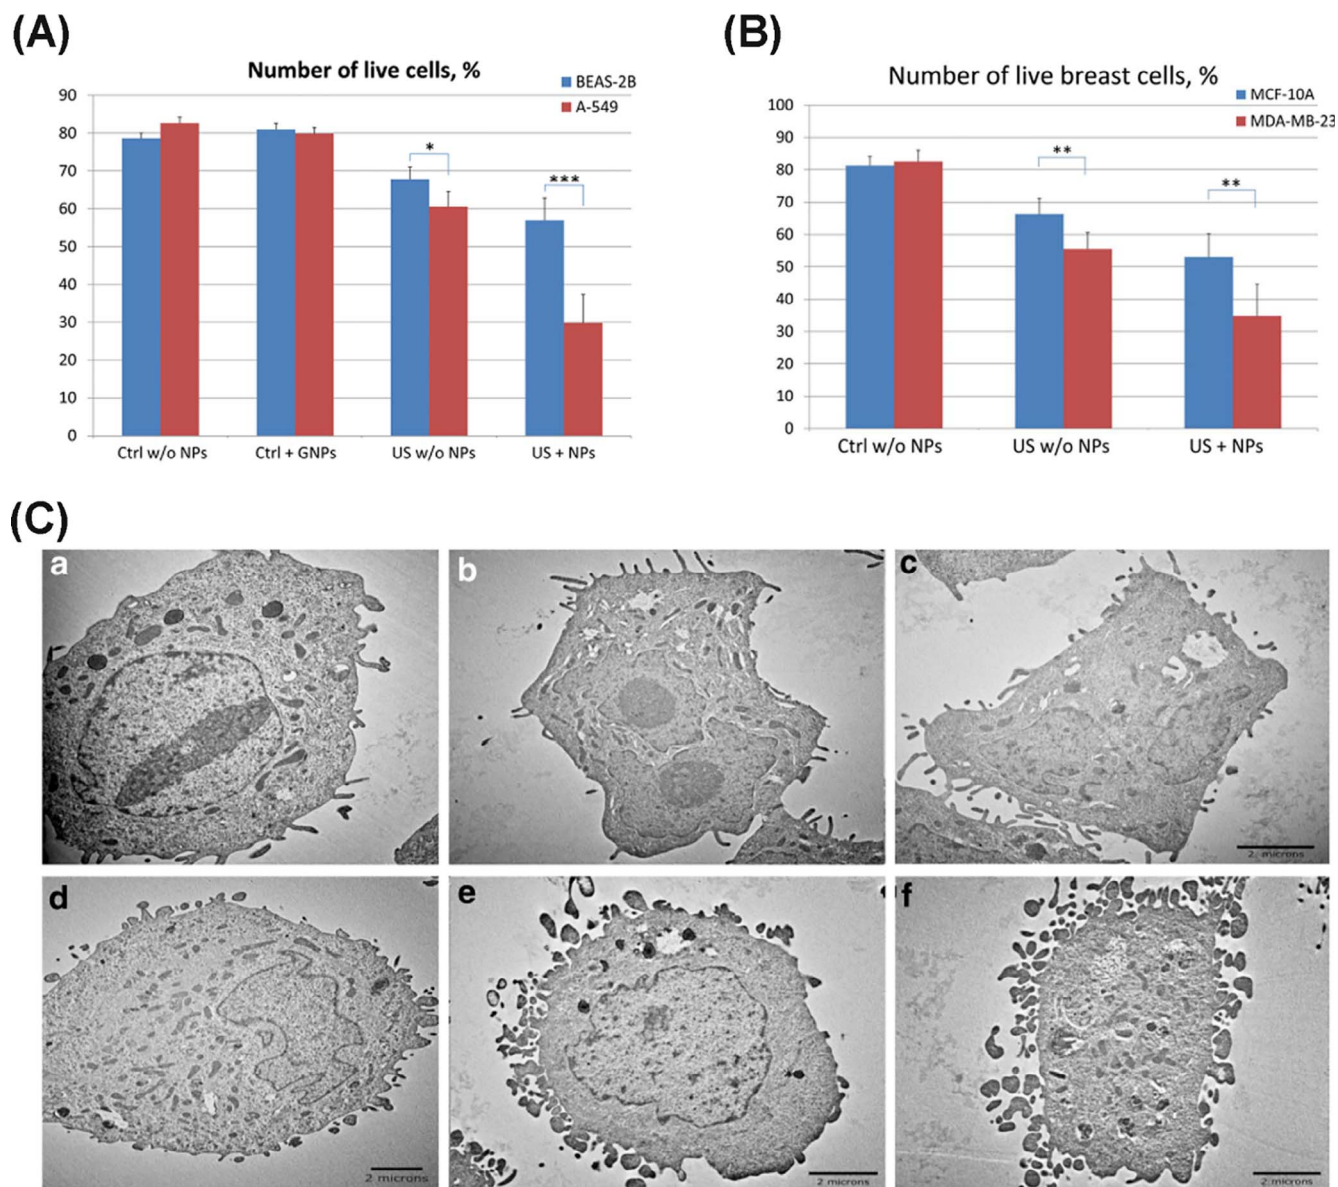 (A)
Number of live cells, %
BEAS-2B
A-549
90
80
70
60
50
40
30
20
10
0
*
***
Ctrl w/o NPs
Ctrl + GNPs
US w/o NPs
US + NPs
(B)
Number of live breast cells, %
MCF-10A
MDA-MB-23
100
90
80
70
60
50
40
30
20
10
0
**
**
Ctrl w/o NPs
US w/o NPs
US + NPs
(C)
a
b
c
2 microns
d
2 microns
e
2 microns
f
2 microns